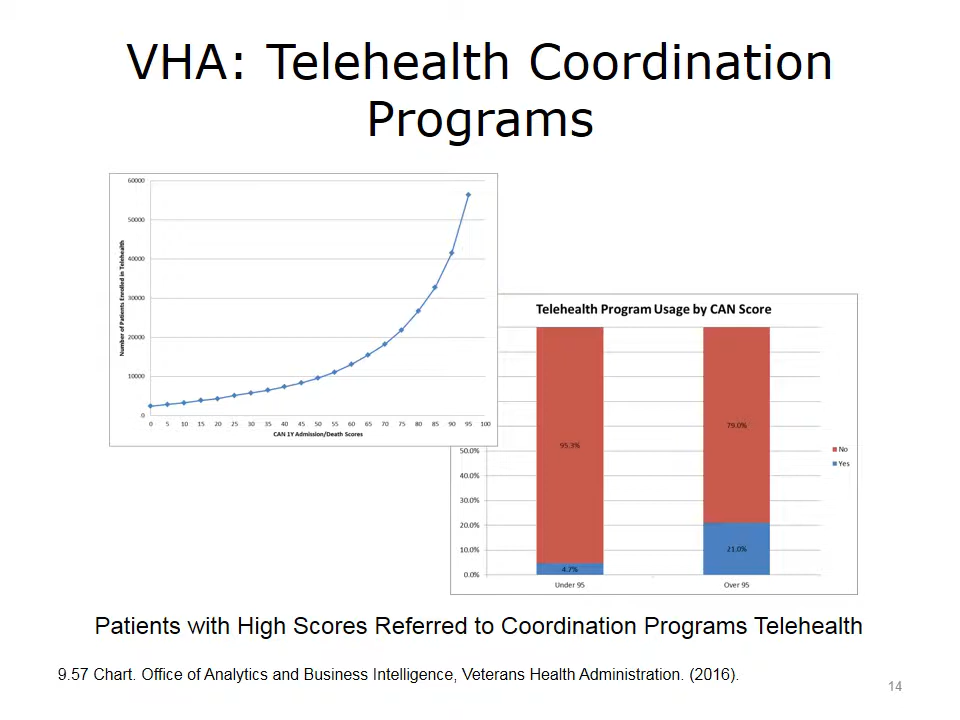 VHA: Telehealth Coordination
Programs
60000
50000
40000
30000
20000
10000
0
Number of Patients Enrolled in Telehealth
0 5 10 15 20 25 30 35 40 45 50 55 60 65 70 75 80 85 90 95 100
CAN 1Y Admission/Death Scores
Telehealth Program Usage by CAN Score
50.0%
40.0%
30.0%
20.0%
10.0%
0.0%
95.3%
4.7%
79.0%
21.0%
Under 95
Over 95
No
Yes
Patients with High Scores Referred to Coordination Programs Telehealth
9.57 Chart. Office of Analytics and Business Intelligence, Veterans Health Administration. (2016).
14